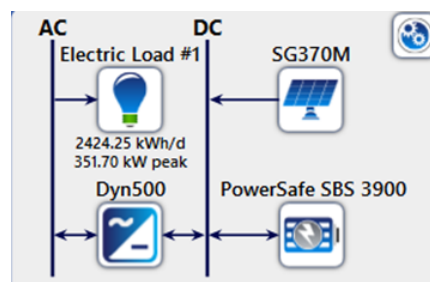 AC
DC
Electric Load #1
SG370M
2424.25 kWh/d
351.70 kW peak
Dyn500
PowerSafe SBS 3900